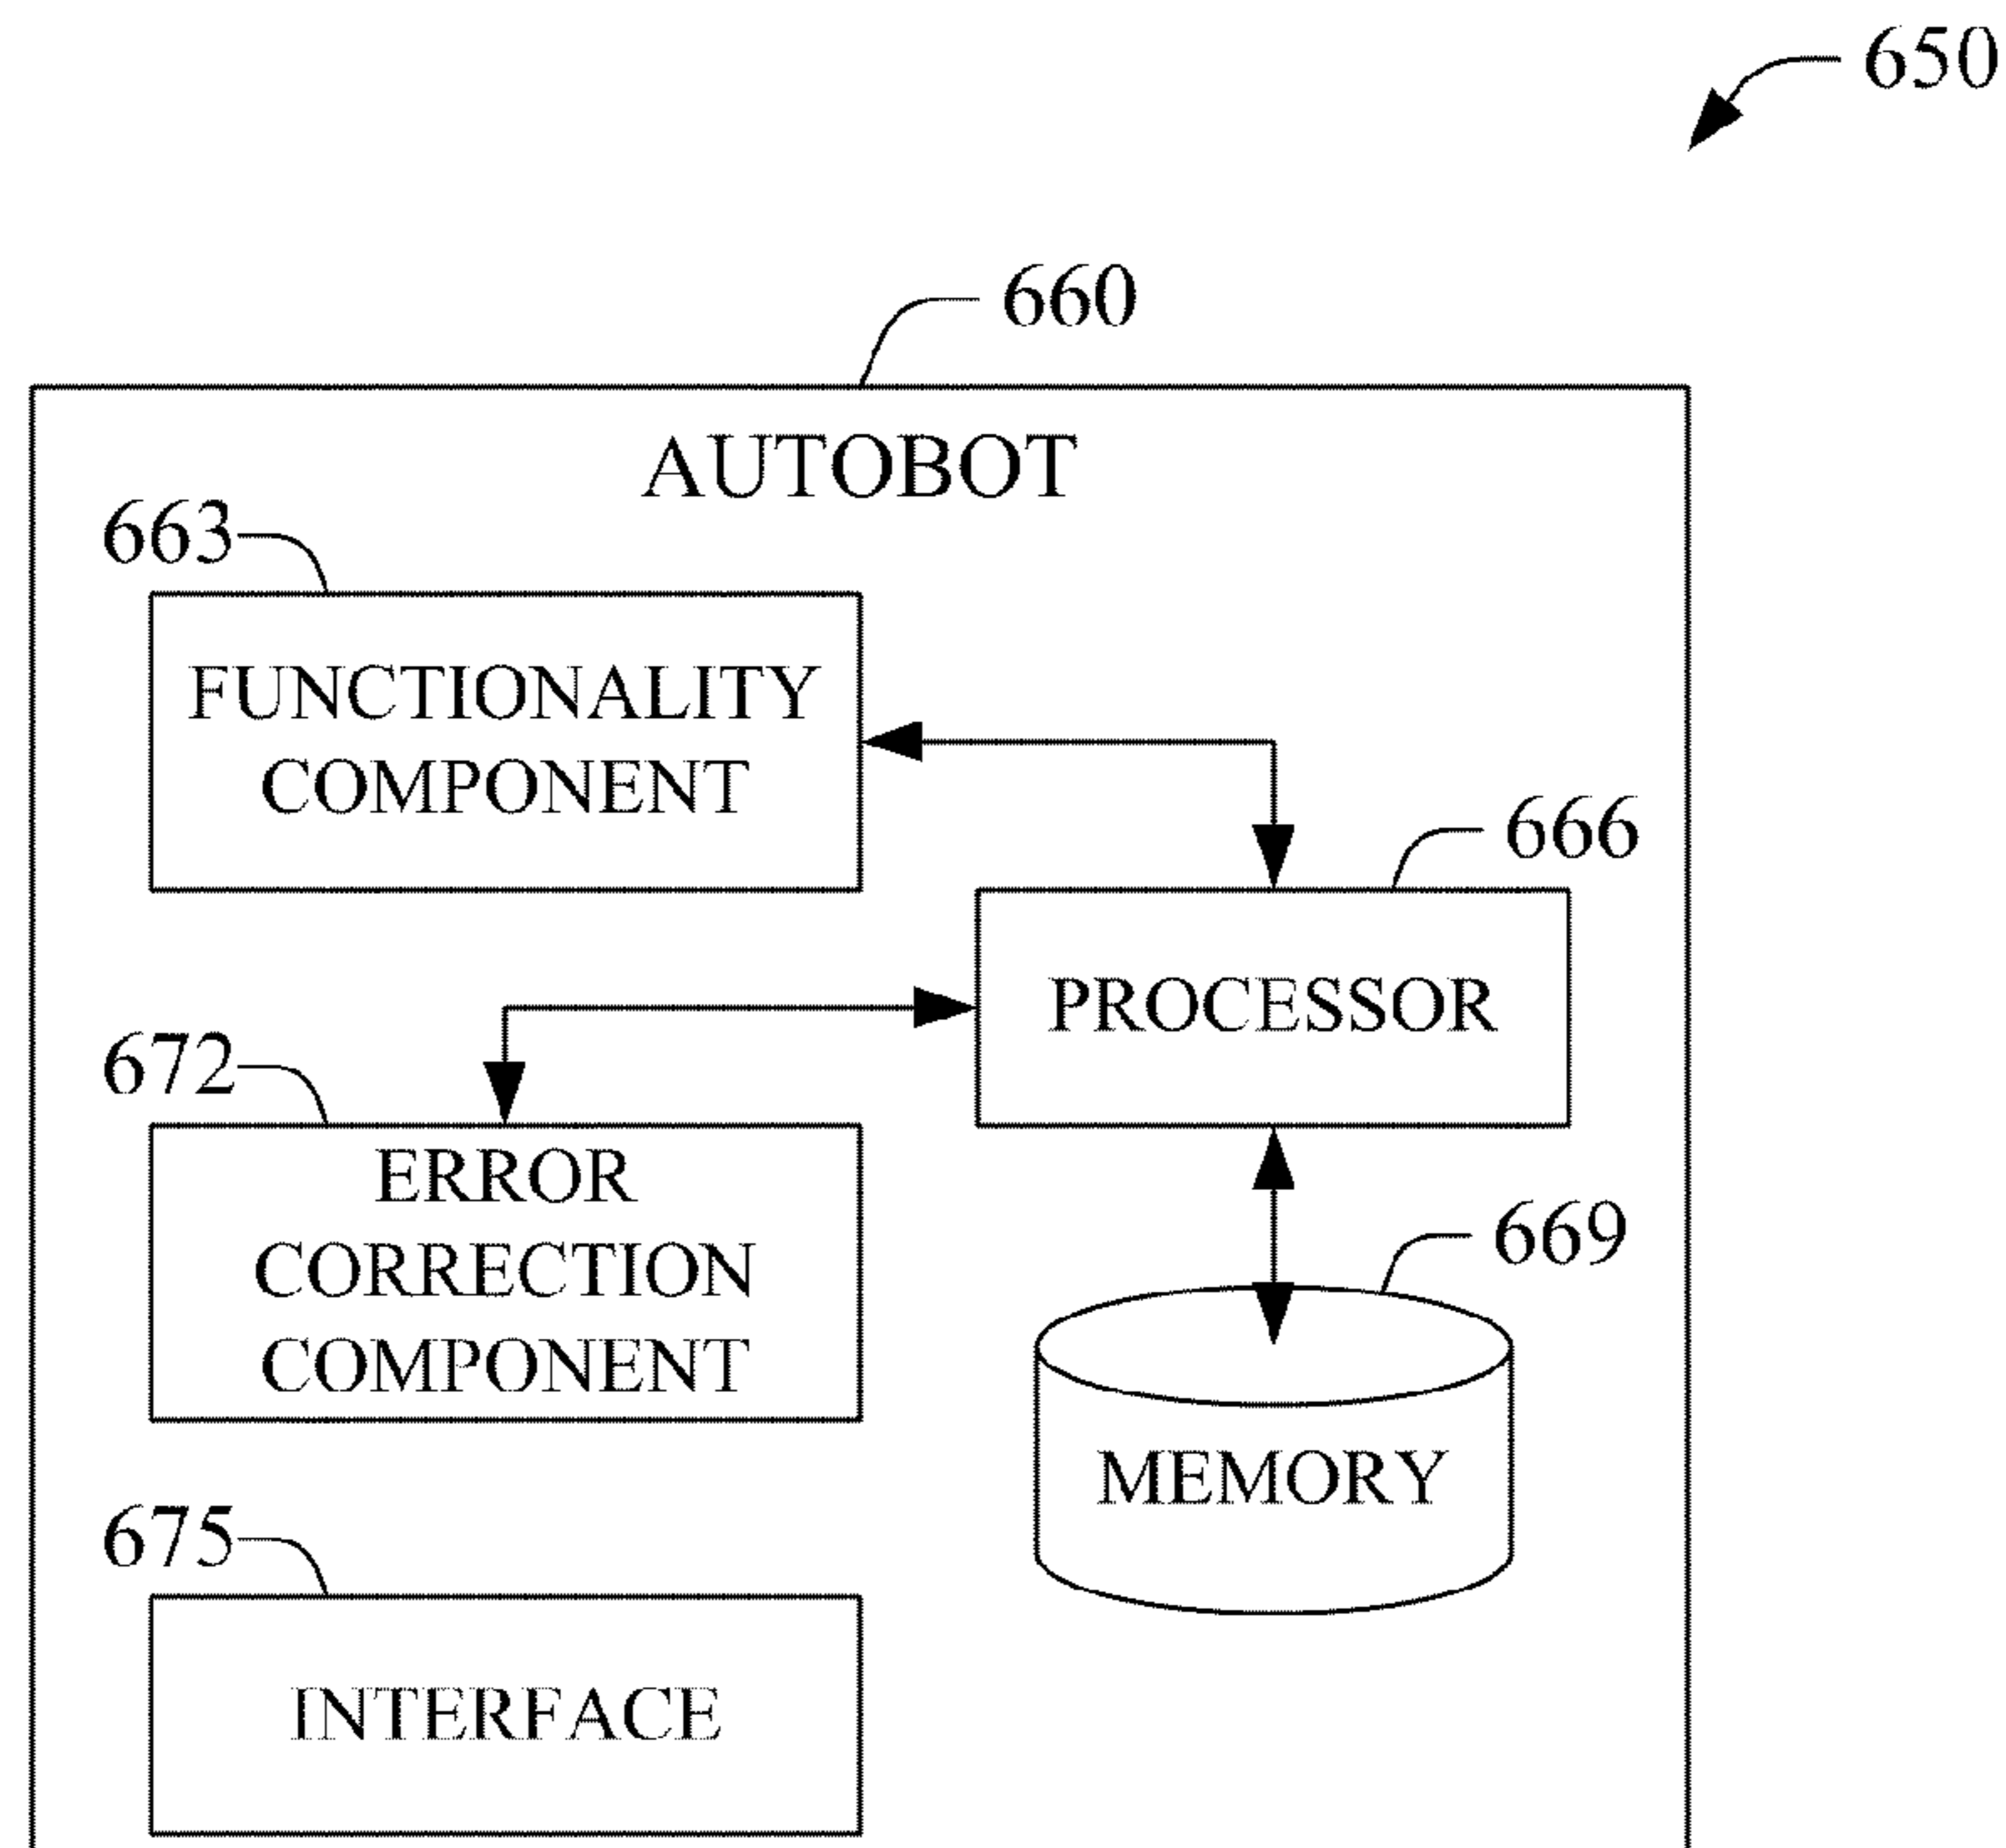 650
660
AUTOBOT
663
FUNCTIONALITY
COMPONENT
666
PROCESSOR
672
ERROR
CORRECTION
COMPONENT
669
MEMORY
675
INTERFACE